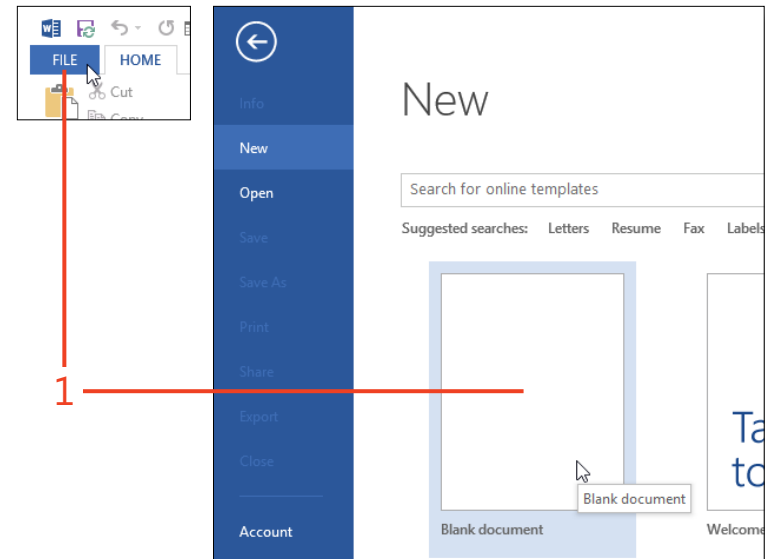 FILE
HOME
Cut
Copy
1
Info
New
Open
Save
Save As
Print
Share
Export
Close
Account
New
Search for online templates
Suggested searches: Letters Resume Fax Labels
Ta
to
Blank document
Blank document
Welcome